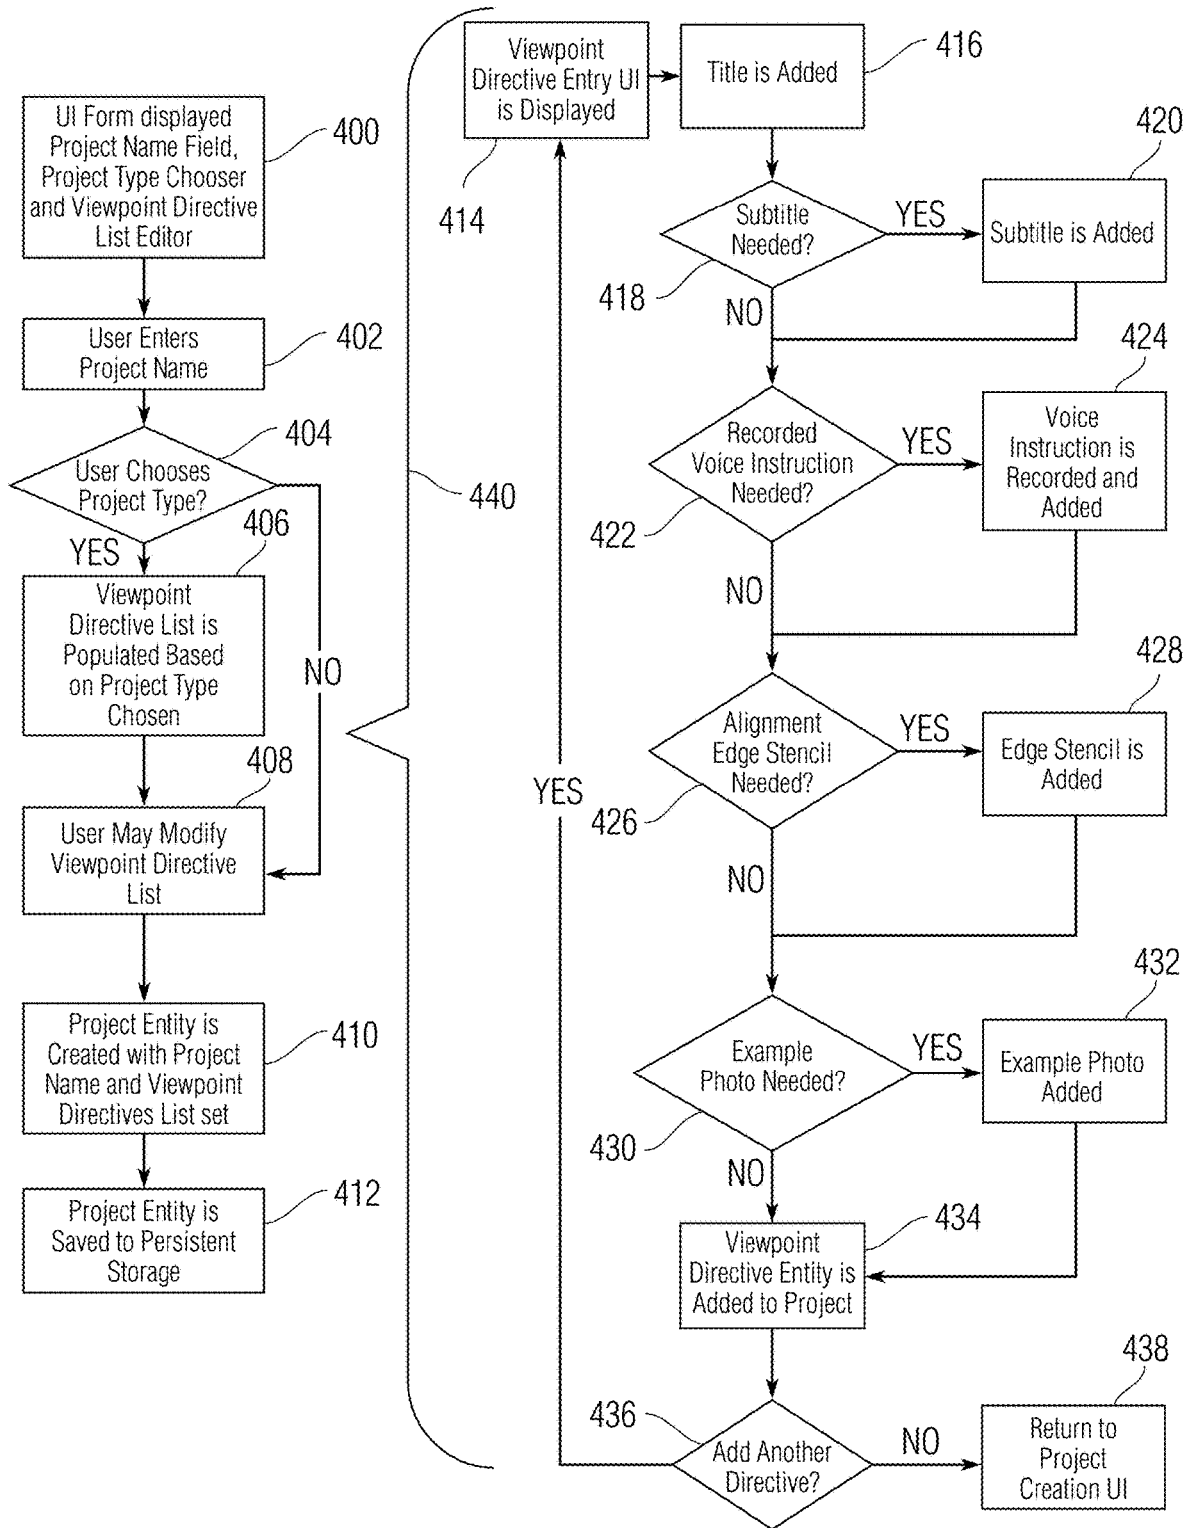 UI Form displayed
Project Name Field,
Project Type Chooser
and Viewpoint Directive
List Editor
400
User Enters
Project Name
402
404
User Chooses
Project Type?
YES
NO
406
Viewpoint
Directive List is
Populated Based
on Project Type
Chosen
408
User May Modify
Viewpoint Directive
List
Project Entity is
Created with Project
Name and Viewpoint
Directives List set
410
Project Entity is
Saved to Persistent
Storage
412
440
Viewpoint
Directive Entry UI
is Displayed
414
Title is Added
416
Subtitle
Needed?
418
YES
NO
420
Subtitle is Added
Recorded
Voice Instruction
Needed?
422
YES
NO
424
Voice
Instruction is
Recorded and
Added
Alignment
Edge Stencil
Needed?
426
YES
NO
428
Edge Stencil is
Added
Example
Photo Needed?
430
YES
NO
432
Example Photo
Added
434
Viewpoint
Directive Entity is
Added to Project
436
Add Another
Directive?
YES
NO
438
Return to
Project
Creation UI